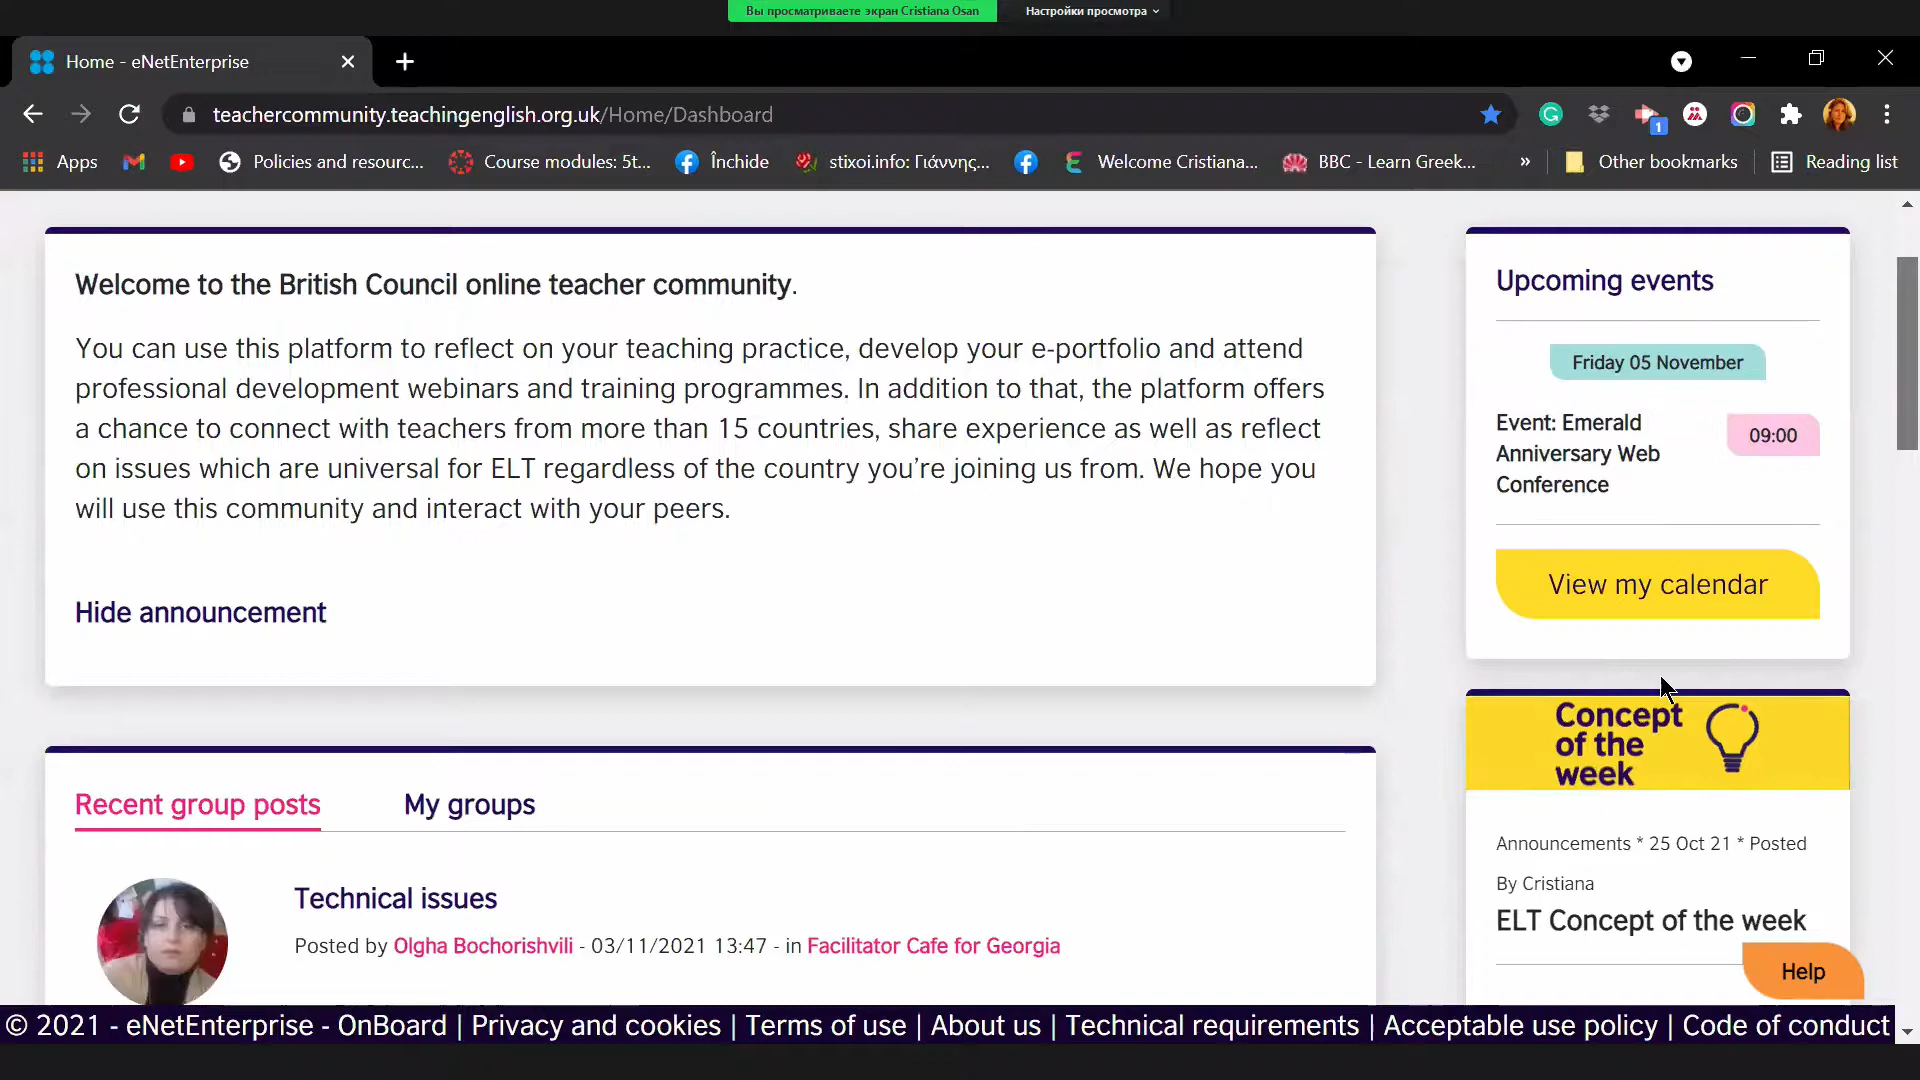 Вы просматриваете экран Cristiana Osan
Настройки просмотра
Home - eNetEnterprise
teachercommunity.teachingenglish.org.uk/Home/Dashboard
1
Apps
Policies and resourc...
Course modules: 5t...
Închide
stixoi.info: Γιάννης...
Welcome Cristiana...
BBC - Learn Greek...
»
Other bookmarks
Reading list
Welcome to the British Council online teacher community.
You can use this platform to reflect on your teaching practice, develop your e-portfolio and attend
professional development webinars and training programmes. In addition to that, the platform offers
a chance to connect with teachers from more than 15 countries, share experience as well as reflect
on issues which are universal for ELT regardless of the country you’re joining us from. We hope you
will use this community and interact with your peers.
Hide announcement
Recent group posts
My groups
Technical issues
Posted by Olgha Bochorishvili - 03/11/2021 13:47 - in Facilitator Cafe for Georgia
Upcoming events
Friday 05 November
Event: Emerald
Anniversary Web
Conference
09:00
View my calendar
Concept
of the
week
Announcements * 25 Oct 21 * Posted
By Cristiana
ELT Concept of the week
Help
© 2021 - eNetEnterprise - OnBoard | Privacy and cookies | Terms of use | About us | Technical requirements | Acceptable use policy | Code of conduct